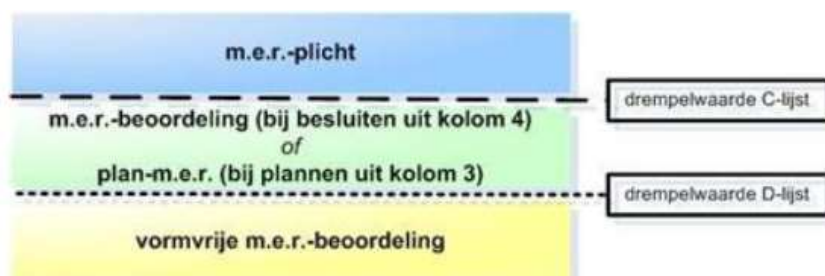 m.e.r.-plicht
drempelwaarde C-lijst
m.e.r.-beoordeling (bij besluiten uit kolom 4)
of
plan-m.e.r. (bij plannen uit kolom 3)
drempelwaarde D-lijst
vormvrije m.e.r.-beoordeling